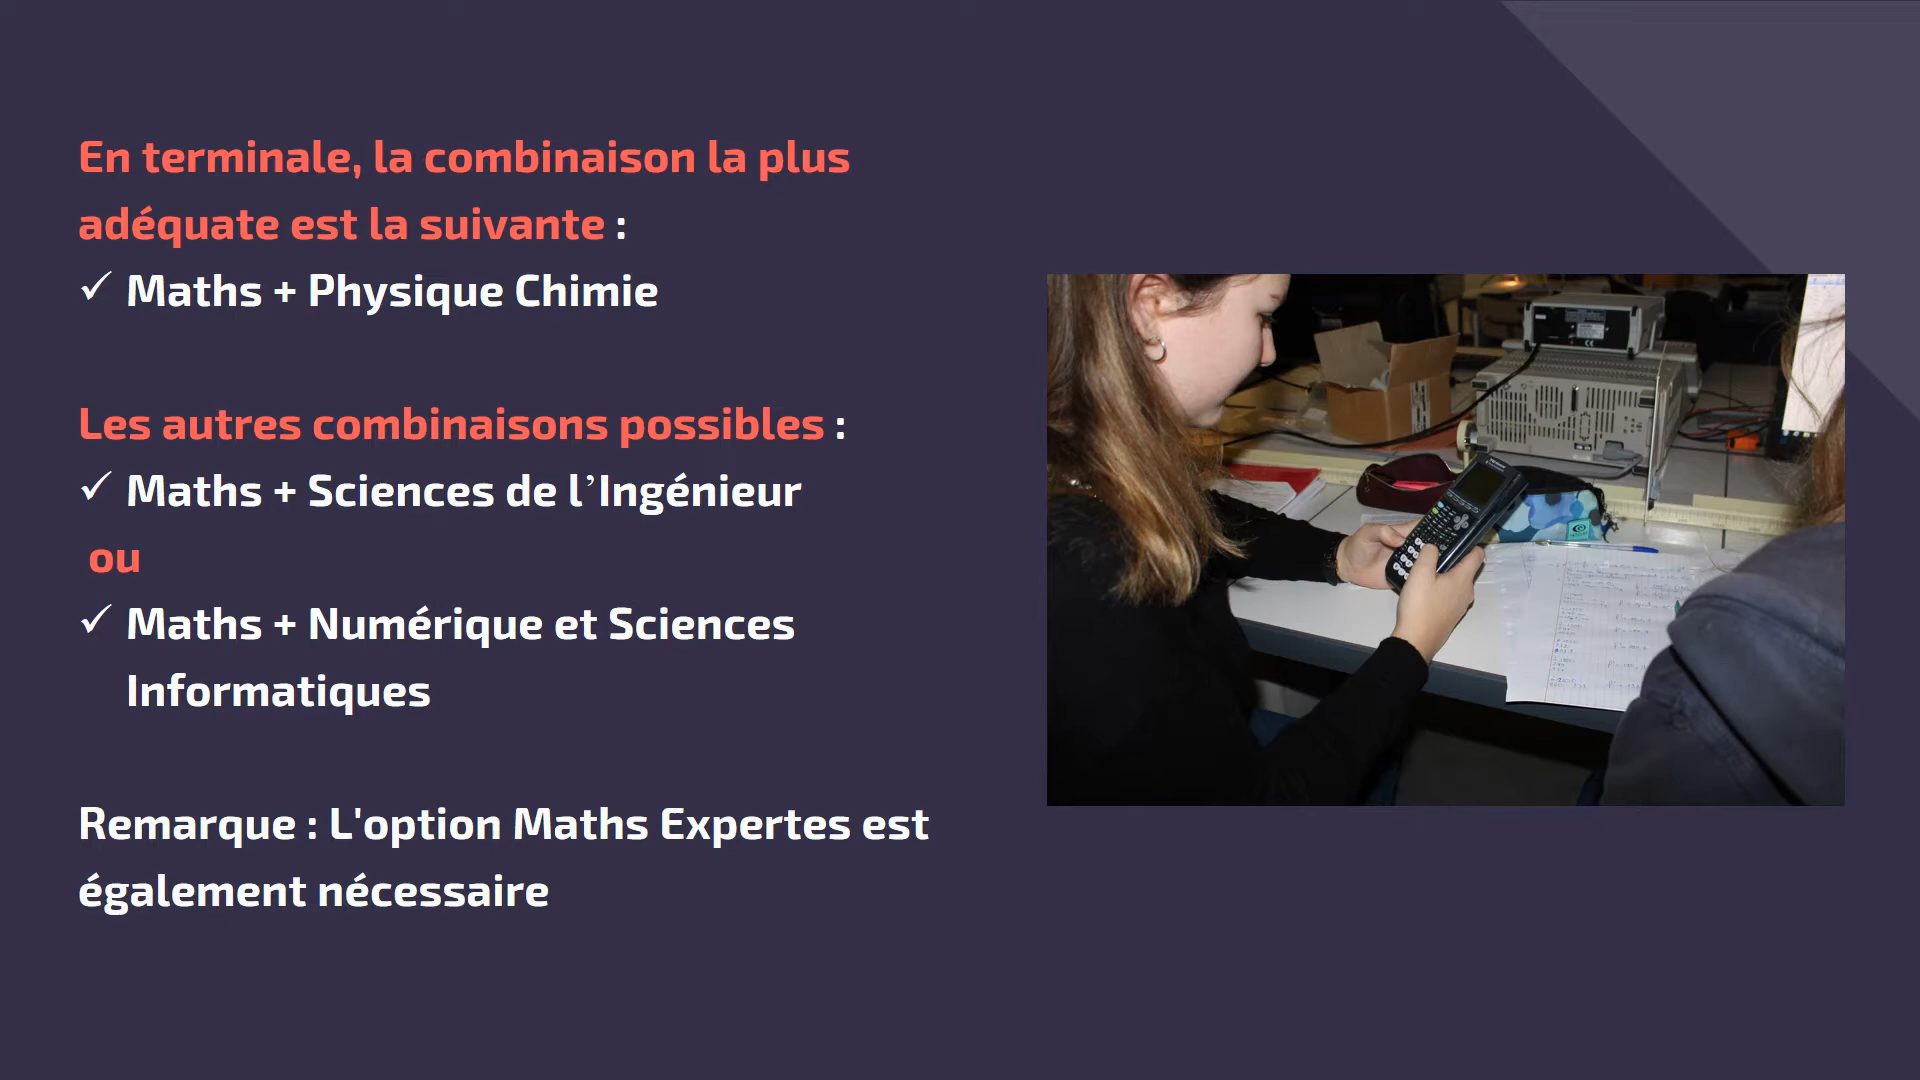 En terminale, la combinaison la plus
adéquate est la suivante :
✓ Maths + Physique Chimie
Les autres combinaisons possibles :
✓ Maths + Sciences de l’Ingénieur
ou
✓ Maths + Numérique et Sciences
Informatiques
Remarque : L'option Maths Expertes est
également nécessaire